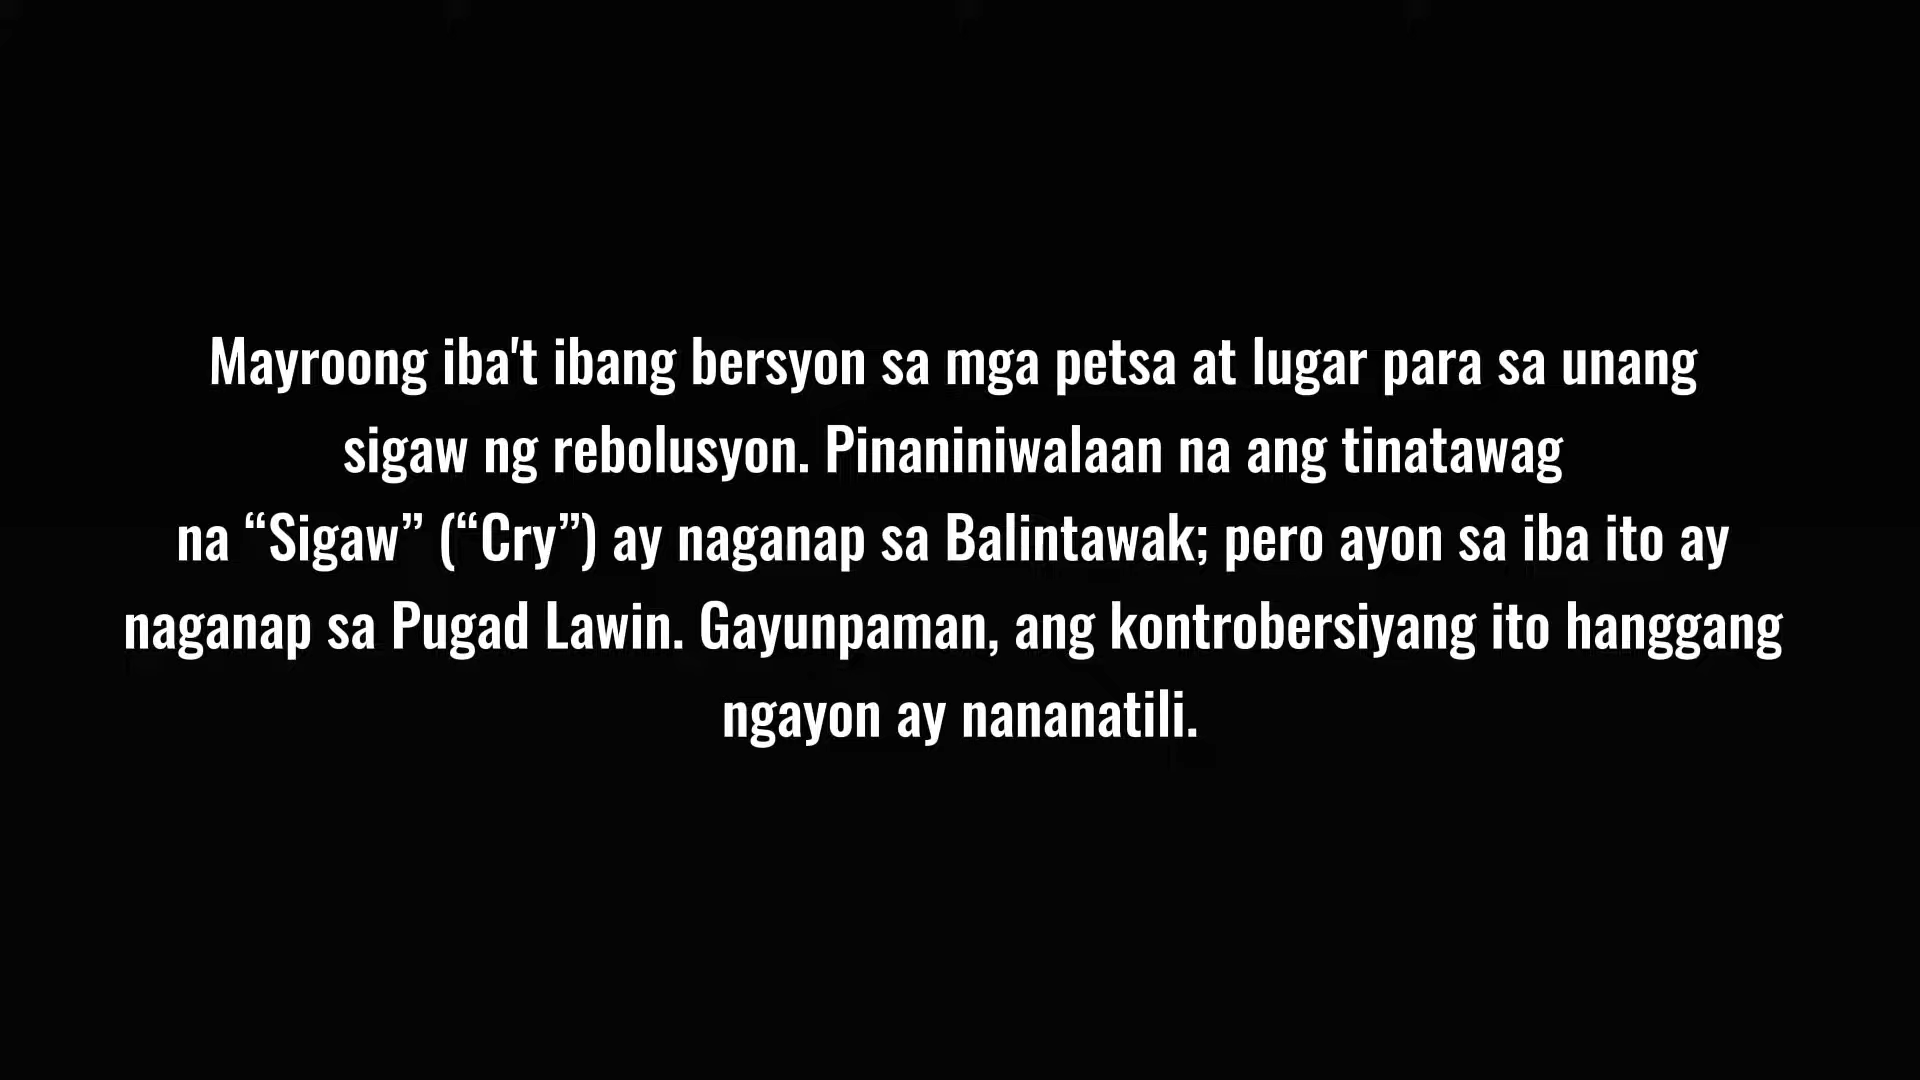 Mayroong iba't ibang bersyon sa mga petsa at lugar para sa unang
sigaw ng rebolusyon. Pinaniniwalaan na ang tinatawag
na “Sigaw” (“Cry”) ay naganap sa Balintawak; pero ayon sa iba ito ay
naganap sa Pugad Lawin. Gayunpaman, ang kontrobersiyang ito hanggang
ngayon ay nananatili.